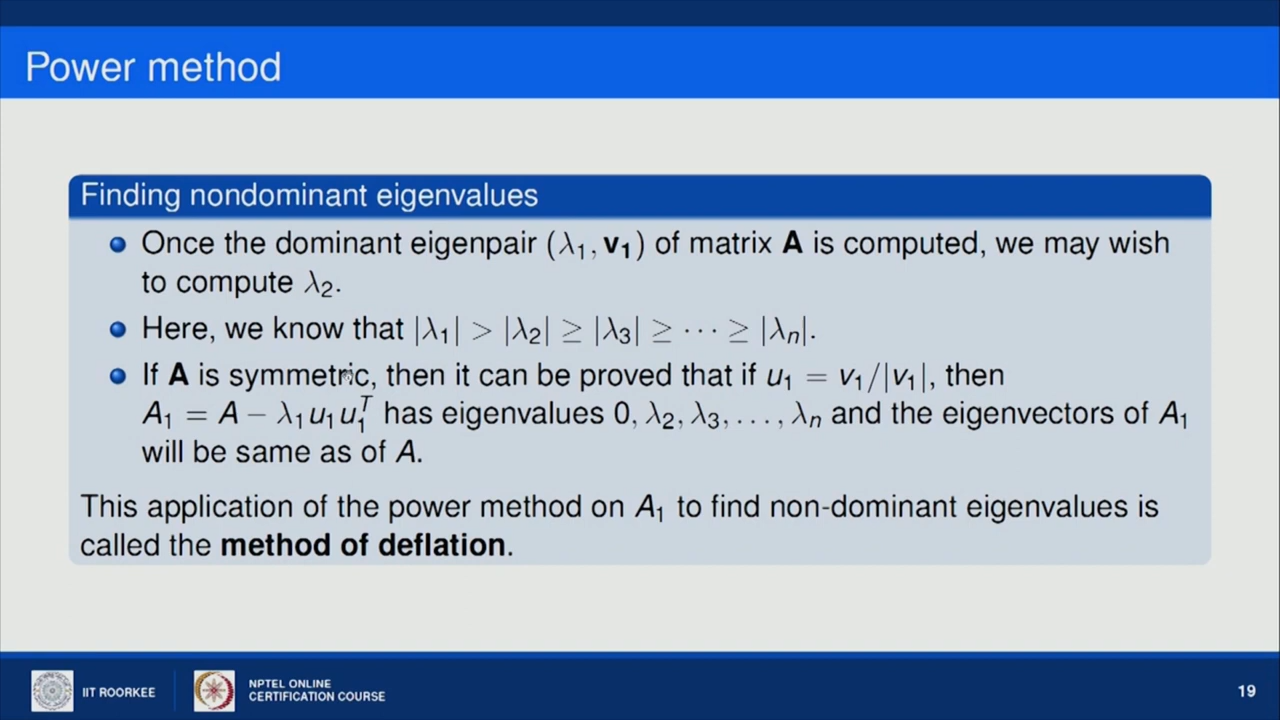 Power method
Finding nondominant eigenvalues
Once the dominant eigenpair (λ₁, v₁) of matrix A is computed, we may wish
to compute λ₂.
Here, we know that |λ₁| > |λ₂| ≥ |λ₃| ≥ ··· ≥ |λₙ|.
If A is symmetric, then it can be proved that if u₁ = v₁/|v₁|, then
A₁ = A − λ₁u₁u₁ᵀ has eigenvalues 0, λ₂, λ₃, . . . , λₙ and the eigenvectors of A₁
will be same as of A.
This application of the power method on A₁ to find non-dominant eigenvalues is
called the method of deflation.
IIT ROORKEE
NPTEL ONLINE
CERTIFICATION COURSE
19